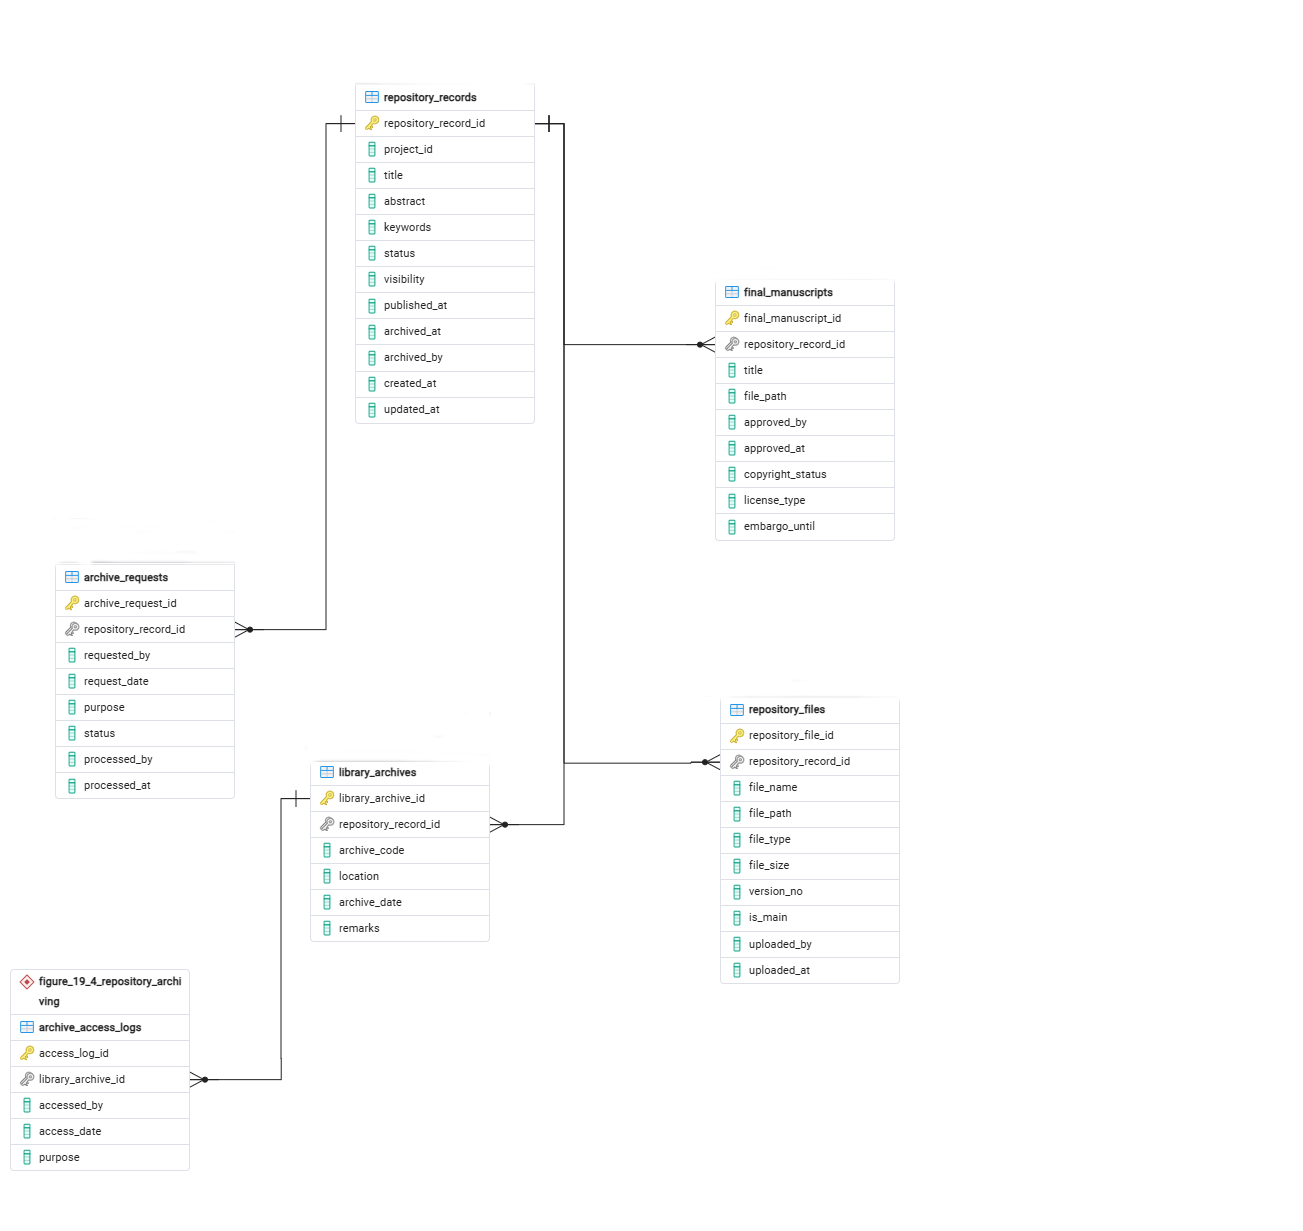 repository_records
repository_record_id
project_id
title
abstract
keywords
status
visibility
published_at
archived_at
archived_by
created_at
updated_at
final_manuscripts
final_manuscript_id
repository_record_id
title
file_path
approved_by
approved_at
copyright_status
license_type
embargo_until
archive_requests
archive_request_id
repository_record_id
requested_by
request_date
purpose
status
processed_by
processed_at
repository_files
repository_file_id
repository_record_id
file_name
file_path
file_type
file_size
version_no
is_main
uploaded_by
uploaded_at
library_archives
library_archive_id
repository_record_id
archive_code
location
archive_date
remarks
figure_19_4_repository_archi
ving
archive_access_logs
access_log_id
library_archive_id
accessed_by
access_date
purpose